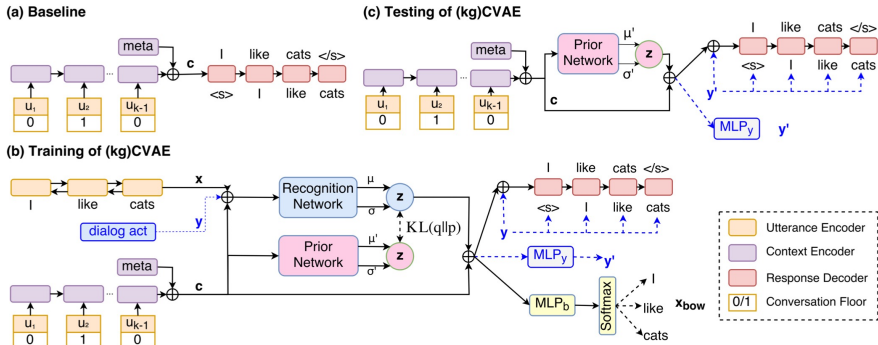 (a) Baseline
meta
c
I like cats </s>
<s> I like cats
...
u1 u2 uk-1
0 1 0
(c) Testing of (kg)CVAE
meta
...
u1 u2 uk-1
0 1 0
c
Prior Network
μ'
σ'
z
I like cats </s>
<s> I like cats
y
MLPy
y'
(b) Training of (kg)CVAE
x
I like cats
dialog act
y
meta
...
u1 u2 uk-1
0 1 0
c
Recognition Network
μ
σ
z
KL(q||p)
Prior Network
μ'
σ'
z
I like cats </s>
<s> I like cats
y
MLPy
y'
MLPb
Softmax
I
like
cats
xbow
Utterance Encoder
Context Encoder
Response Decoder
0/1 Conversation Floor